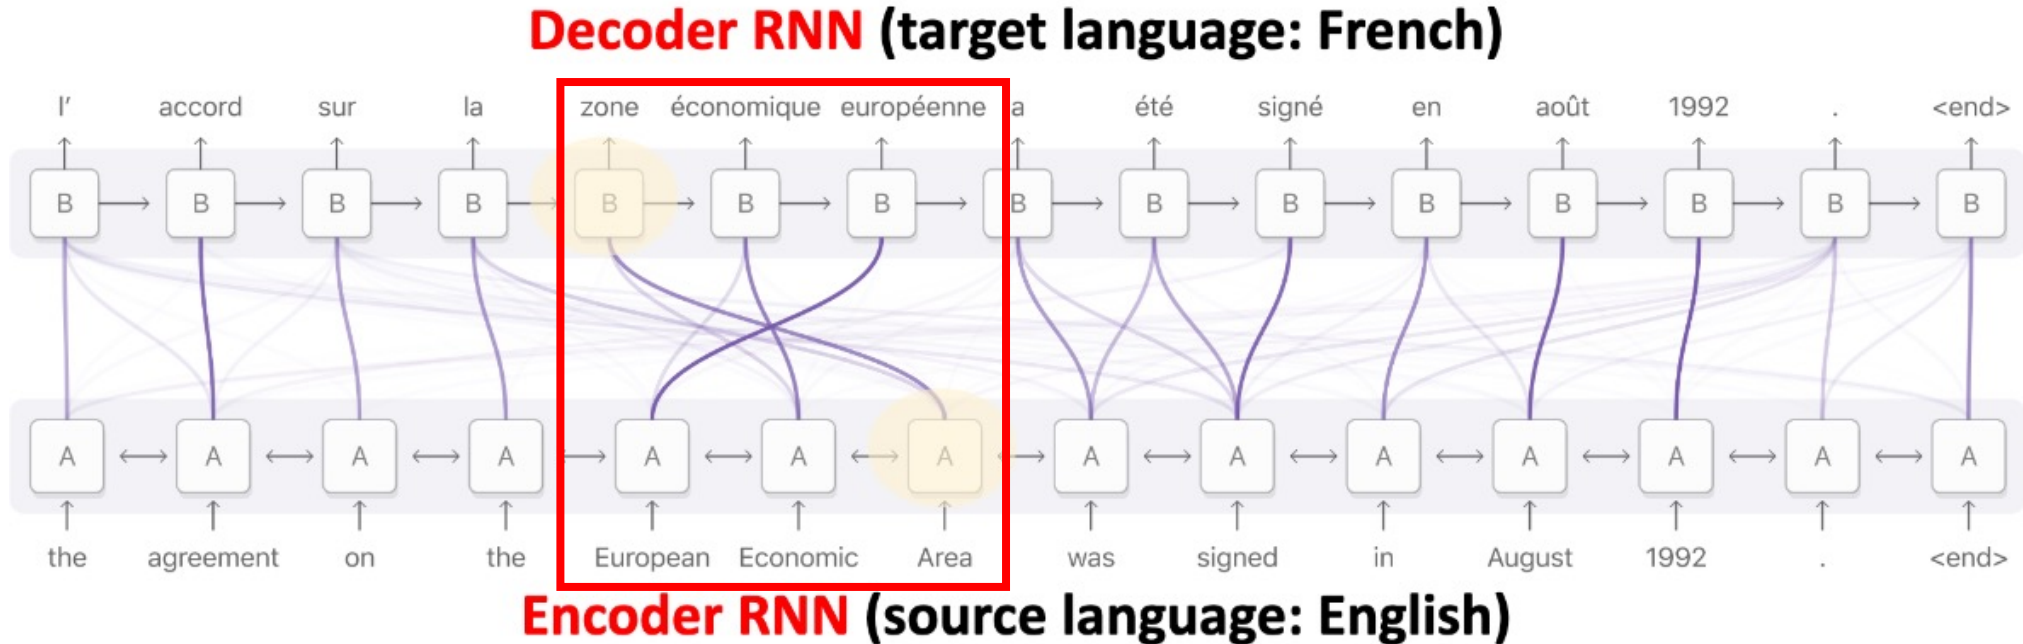 Decoder RNN (target language: French)
l' accord sur la zone économique européenne a été signé en août 1992 . <end>
B B B B B B B B B B B B B B B
A A A A A A A A A A A A A A
the agreement on the European Economic Area was signed in August 1992 . <end>
Encoder RNN (source language: English)